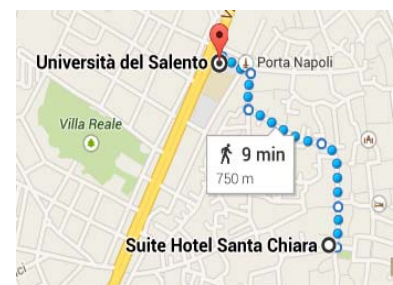 Università del Salento
Porta Napoli
Villa Reale
9 min
750 m
Suite Hotel Santa Chiara